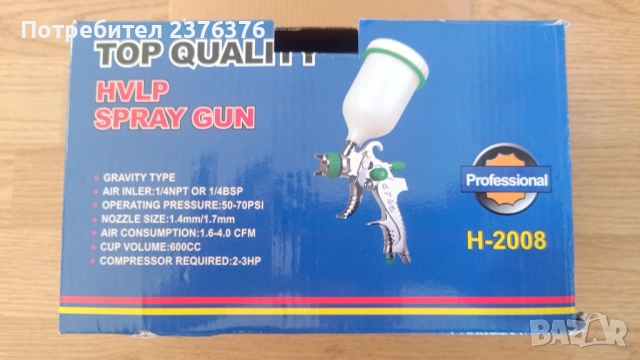 Потребител 2376376
TOP QUALITY
HVLP
SPRAY GUN
• GRAVITY TYPE
• AIR INLER:1/4NPT OR 1/4BSP
• OPERATING PRESSURE:50-70PSI
• NOZZLE SIZE:1.4mm/1.7mm
• AIR CONSUMPTION:1.6-4.0 CFM
• CUP VOLUME:600CC
• COMPRESSOR REQUIRED:2-3HP
Professional
H-2008
BAZAR
bg